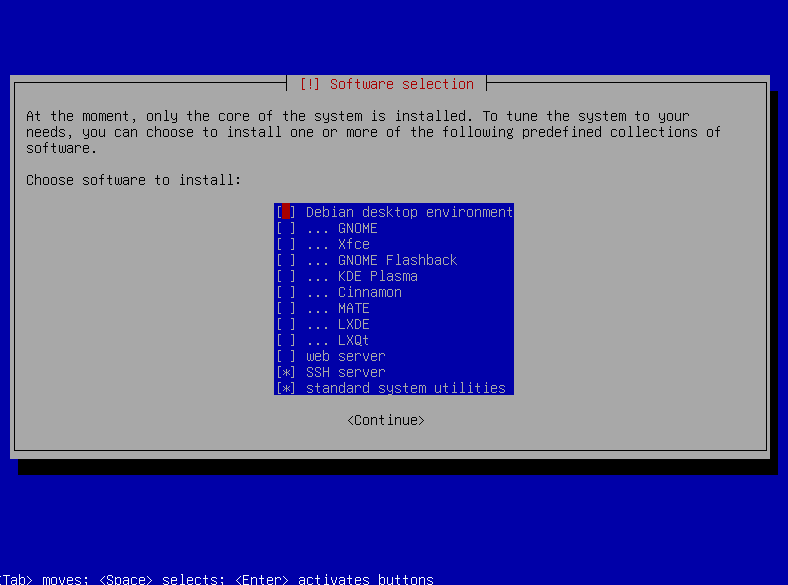 [!] Software selection
At the moment, only the core of the system is installed. To tune the system to your
needs, you can choose to install one or more of the following predefined collections of
software.
Choose software to install:
[ ] Debian desktop environment
[ ] ... GNOME
[ ] ... Xfce
[ ] ... GNOME Flashback
[ ] ... KDE Plasma
[ ] ... Cinnamon
[ ] ... MATE
[ ] ... LXDE
[ ] ... LXQt
[ ] web server
[*] SSH server
[*] standard system utilities
<Continue>
<Tab> moves; <Space> selects; <Enter> activates buttons